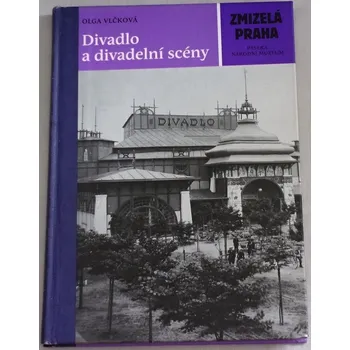 OLGA VLČKOVÁ
Divadlo
a divadelní scény
ZMIZELÁ
PRAHA
DIVADLO